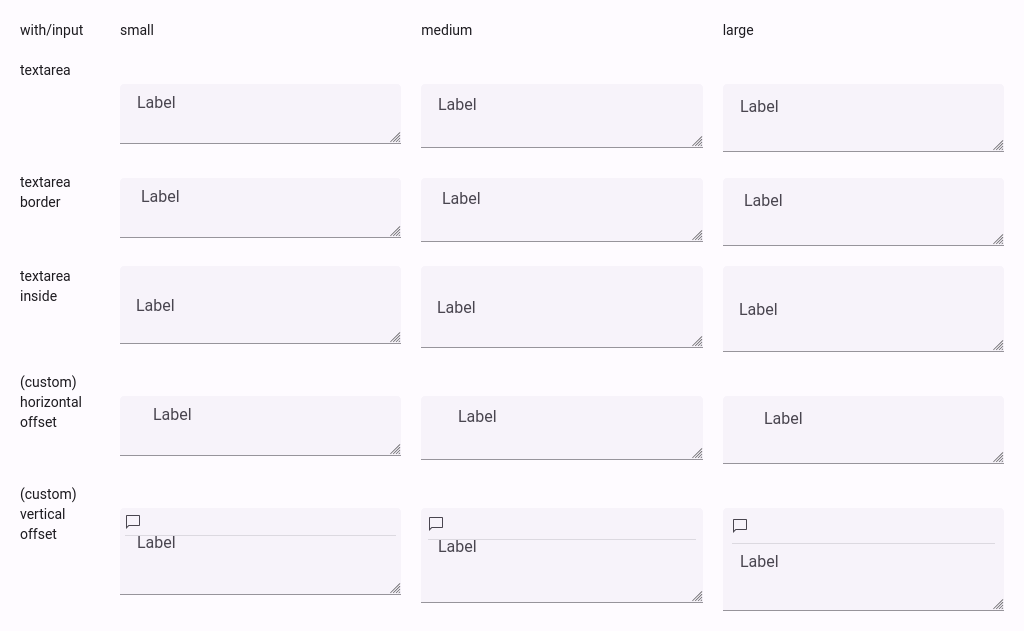 with/input small medium large
textarea
Label Label Label
textarea
border
Label Label Label
textarea
inside
Label Label Label
(custom)
horizontal
offset
Label Label Label
(custom)
vertical
offset
Label Label Label